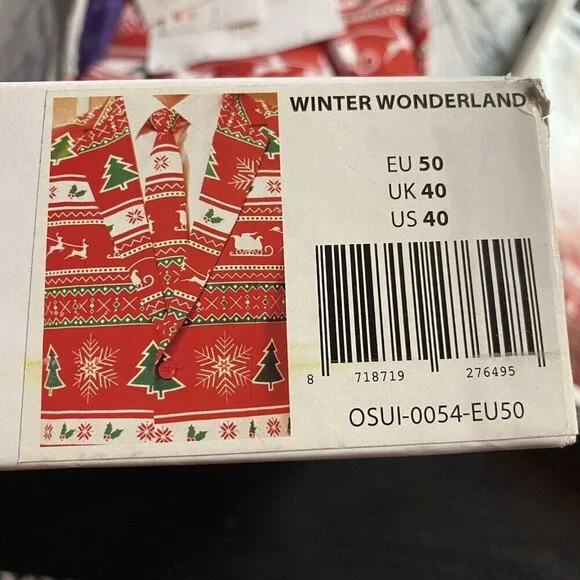 WINTER WONDERLAND
EU 50
UK 40
US 40
8 718719 276495
OSUI-0054-EU50